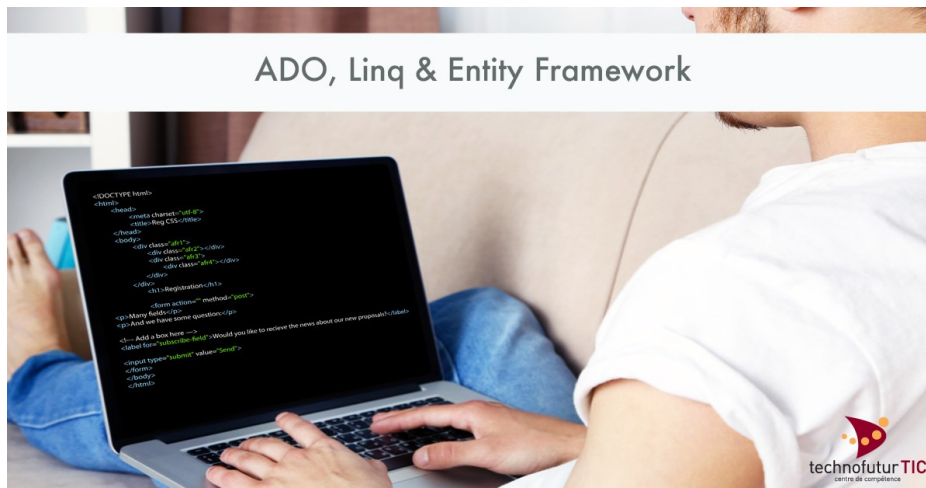 ADO, Linq & Entity Framework
<!DOCTYPE html>
<html>
<head>
<meta charset="utf-8">
<title>Reg CSS</title>
</head>
<body>
<div class="afr1">
<div class="afr2"></div>
<div class="afr3">
<div class="afr4"></div>
</div>
</div>
<h1>Registration</h1>
<form action="" method="post">
<p>Many fields</p>
<p>And we have some question:</p>
<!-- Add a box here -->
<label for="subscribe-field">Would you like to recieve the news about our new proposals?</label>
<input type="submit" value="Send">
</form>
</body>
</html>
technofutur TIC
centre de compétence